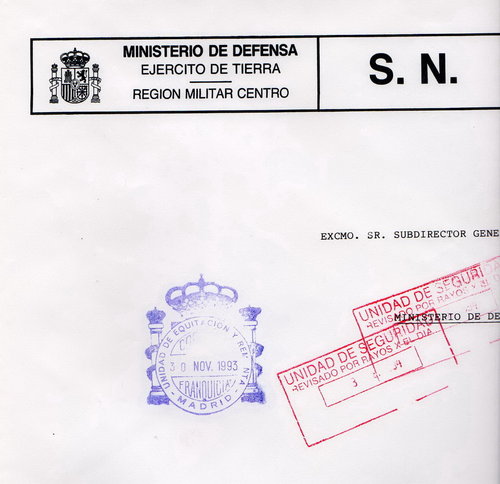 MINISTERIO DE DEFENSA
EJERCITO DE TIERRA
REGION MILITAR CENTRO
S. N.
EXCMO. SR. SUBDIRECTOR GENE
MINISTERIO DE DE
UNIDAD DE SEGURIDA
REVISADO POR RAYOS X EL
UNIDAD DE SEGURIDAD
REVISADO POR RAYOS X EL DIA
UNIDAD DE EQUITACION Y REMONTA
30 NOV. 1993
FRANQUICIA
MADRID